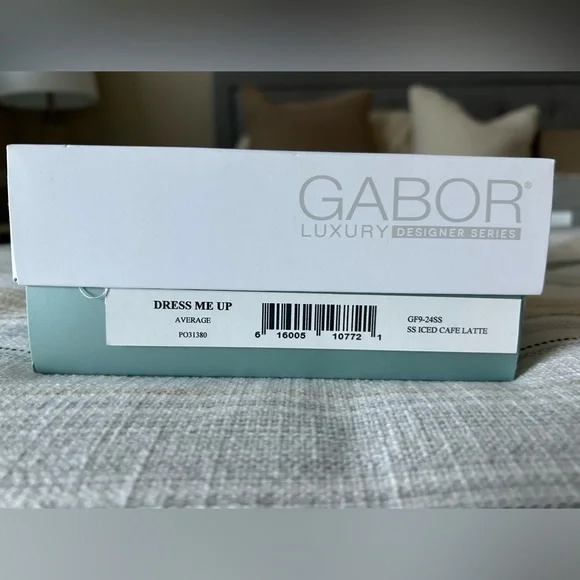 GABOR®
LUXURY DESIGNER SERIES
DRESS ME UP
AVERAGE
PO31380
6 16005 10772 1
GF9-24SS
SS ICED CAFE LATTE